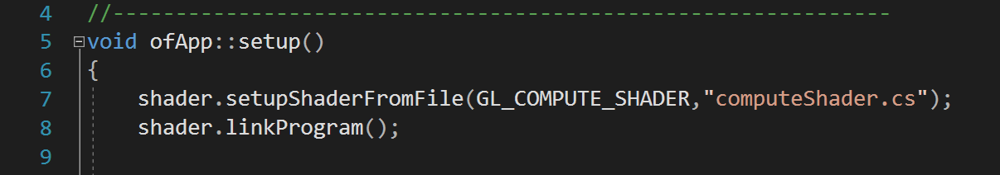 4 //--------------------------------------------------------------
5 void ofApp::setup()
6 {
7 shader.setupShaderFromFile(GL_COMPUTE_SHADER,"computeShader.cs");
8 shader.linkProgram();
9